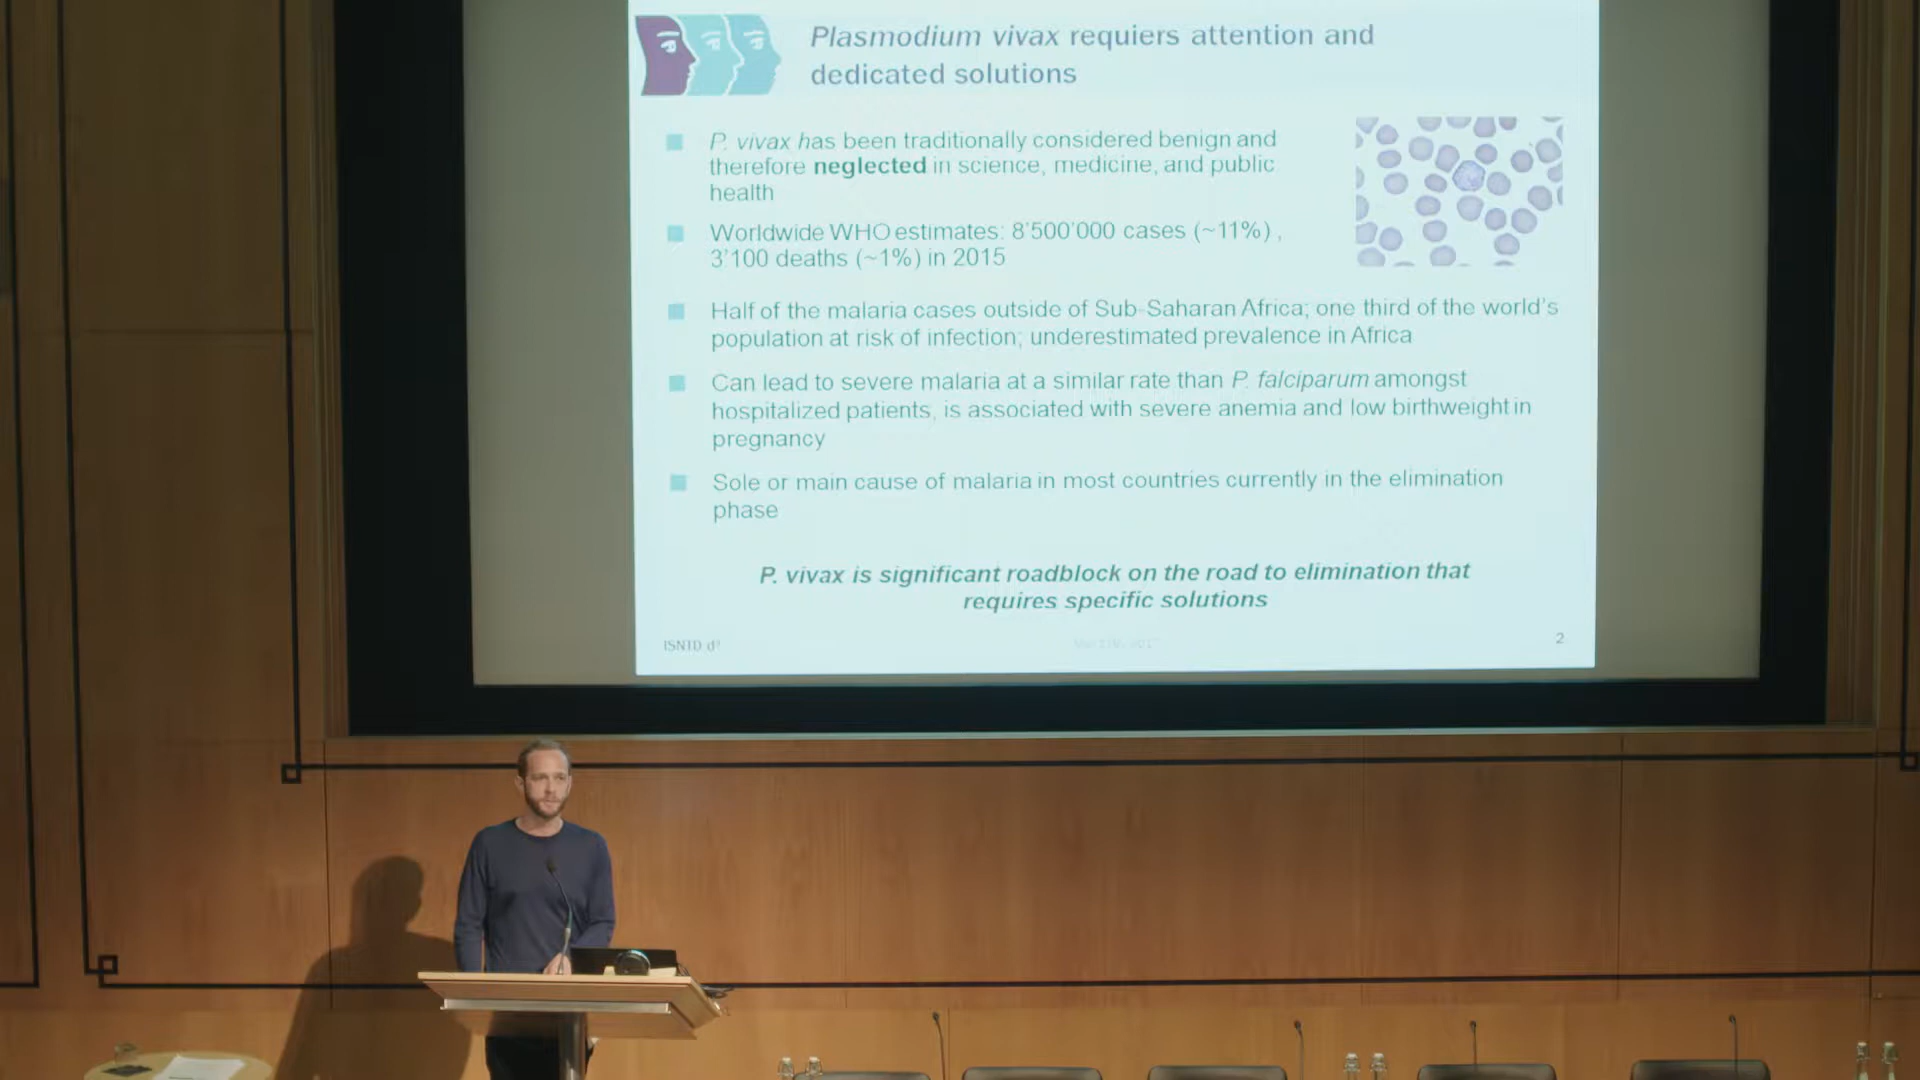 Plasmodium vivax requiers attention and
dedicated solutions
P. vivax has been traditionally considered benign and
therefore neglected in science, medicine, and public
health
Worldwide WHO estimates: 8'500'000 cases (~11%) ,
3'100 deaths (~1%) in 2015
Half of the malaria cases outside of Sub-Saharan Africa; one third of the world's
population at risk of infection; underestimated prevalence in Africa
Can lead to severe malaria at a similar rate than P. falciparum amongst
hospitalized patients, is associated with severe anemia and low birthweight in
pregnancy
Sole or main cause of malaria in most countries currently in the elimination
phase
P. vivax is significant roadblock on the road to elimination that
requires specific solutions
ISNTD d³
2